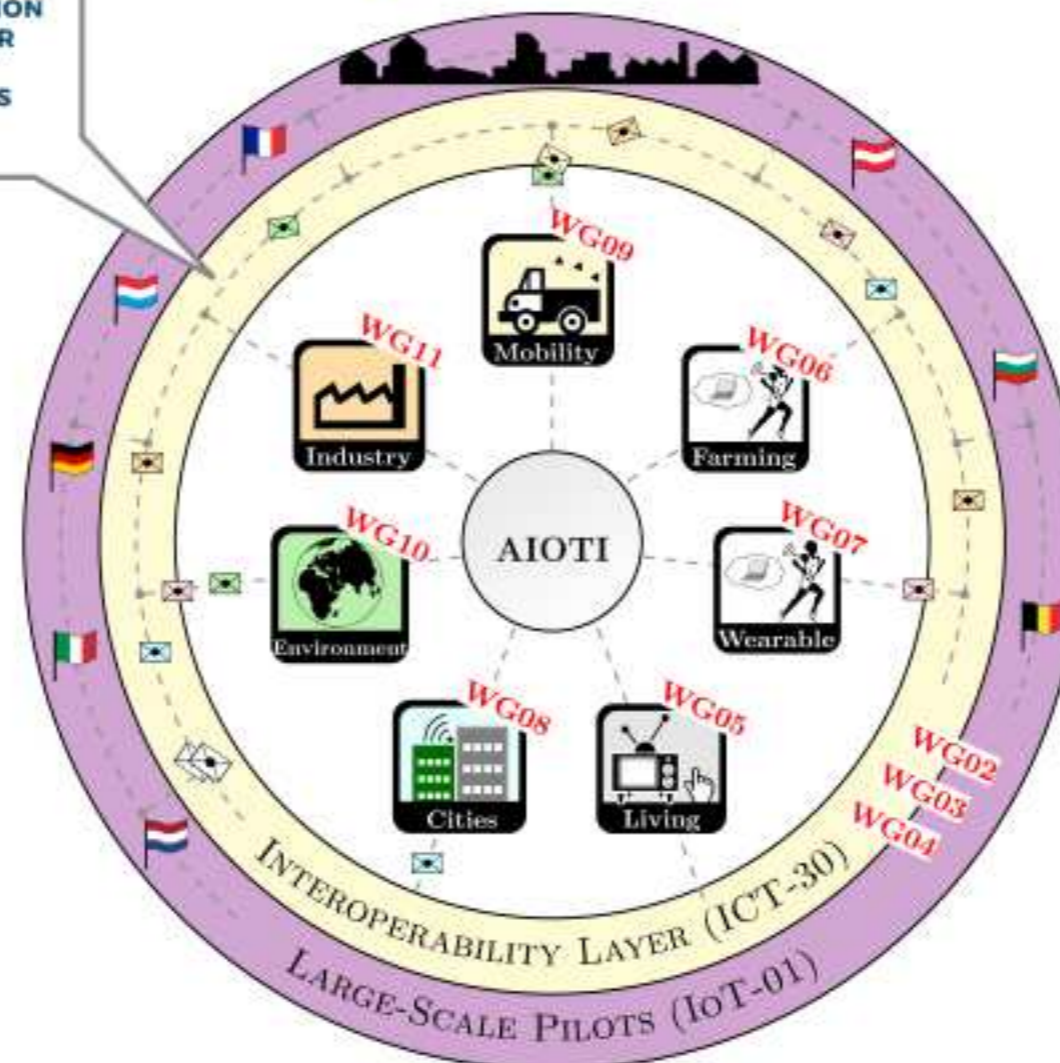 WG09
Mobility
WG11
Industry
WG06
Farming
WG10
Environment
AIOTI
WG07
Wearable
WG08
Cities
WG05
Living
WG02
WG03
WG04
INTEROPERABILITY LAYER (ICT-30)
LARGE-SCALE PILOTS (IoT-01)